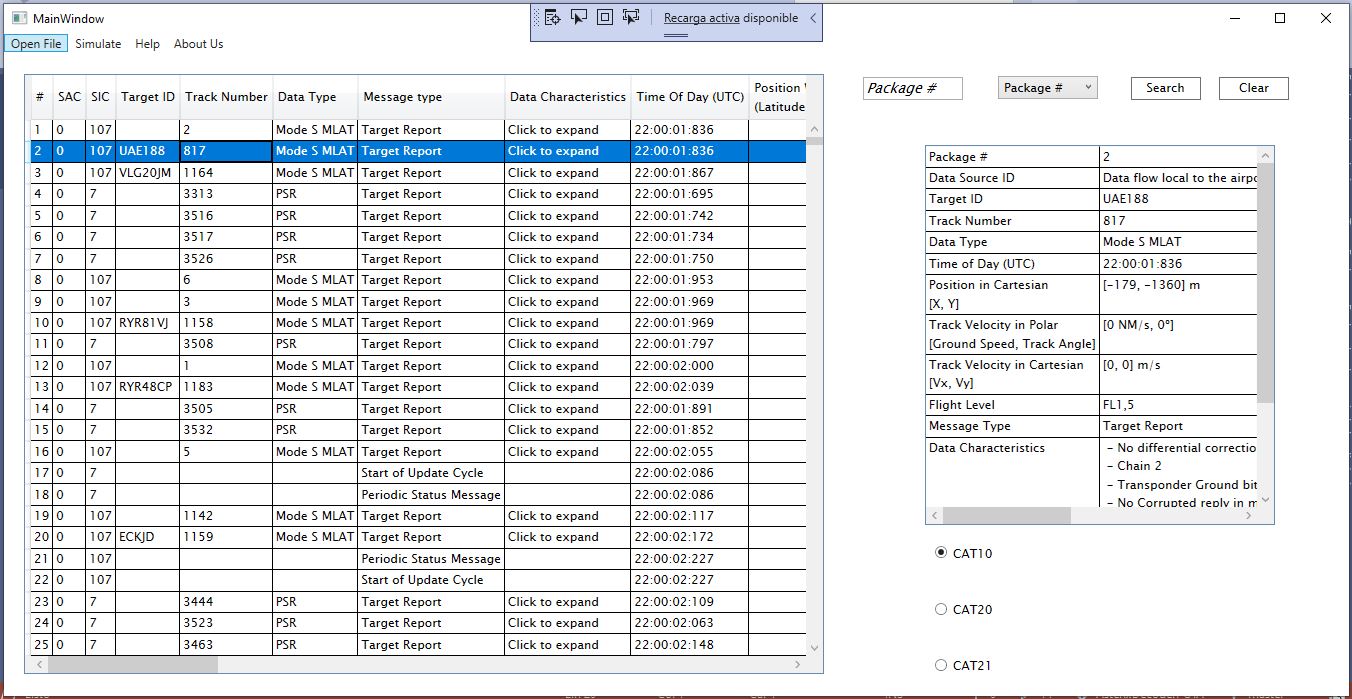 MainWindow
Recarga activa disponible
Open File Simulate Help About Us
Package # Package # Search Clear
# SAC SIC Target ID Track Number Data Type Message type Data Characteristics Time Of Day (UTC) Position
(Latitude
1 0 107 2 Mode S MLAT Target Report Click to expand 22:00:01:836
2 0 107 UAE188 817 Mode S MLAT Target Report Click to expand 22:00:01:836
3 0 107 VLG20JM 1164 Mode S MLAT Target Report Click to expand 22:00:01:867
4 0 7 3313 PSR Target Report Click to expand 22:00:01:695
5 0 7 3516 PSR Target Report Click to expand 22:00:01:742
6 0 7 3517 PSR Target Report Click to expand 22:00:01:734
7 0 7 3526 PSR Target Report Click to expand 22:00:01:750
8 0 107 6 Mode S MLAT Target Report Click to expand 22:00:01:953
9 0 107 3 Mode S MLAT Target Report Click to expand 22:00:01:969
10 0 107 RYR81VJ 1158 Mode S MLAT Target Report Click to expand 22:00:01:969
11 0 7 3508 PSR Target Report Click to expand 22:00:01:797
12 0 107 1 Mode S MLAT Target Report Click to expand 22:00:02:000
13 0 107 RYR48CP 1183 Mode S MLAT Target Report Click to expand 22:00:02:039
14 0 7 3505 PSR Target Report Click to expand 22:00:01:891
15 0 7 3532 PSR Target Report Click to expand 22:00:01:852
16 0 107 5 Mode S MLAT Target Report Click to expand 22:00:02:055
17 0 7 Start of Update Cycle 22:00:02:086
18 0 7 Periodic Status Message 22:00:02:086
19 0 107 1142 Mode S MLAT Target Report Click to expand 22:00:02:117
20 0 107 ECKJD 1159 Mode S MLAT Target Report Click to expand 22:00:02:172
21 0 107 Periodic Status Message 22:00:02:227
22 0 107 Start of Update Cycle 22:00:02:227
23 0 7 3444 PSR Target Report Click to expand 22:00:02:109
24 0 7 3523 PSR Target Report Click to expand 22:00:02:063
25 0 7 3463 PSR Target Report Click to expand 22:00:02:148
Package # 2
Data Source ID Data flow local to the airpo
Target ID UAE188
Track Number 817
Data Type Mode S MLAT
Time of Day (UTC) 22:00:01:836
Position in Cartesian [-179, -1360] m
[X, Y]
Track Velocity in Polar [0 NM/s, 0°]
[Ground Speed, Track Angle]
Track Velocity in Cartesian [0, 0] m/s
[Vx, Vy]
Flight Level FL1,5
Message Type Target Report
Data Characteristics - No differential correctio
- Chain 2
- Transponder Ground bit
- No Corrupted reply in m
CAT10
CAT20
CAT21